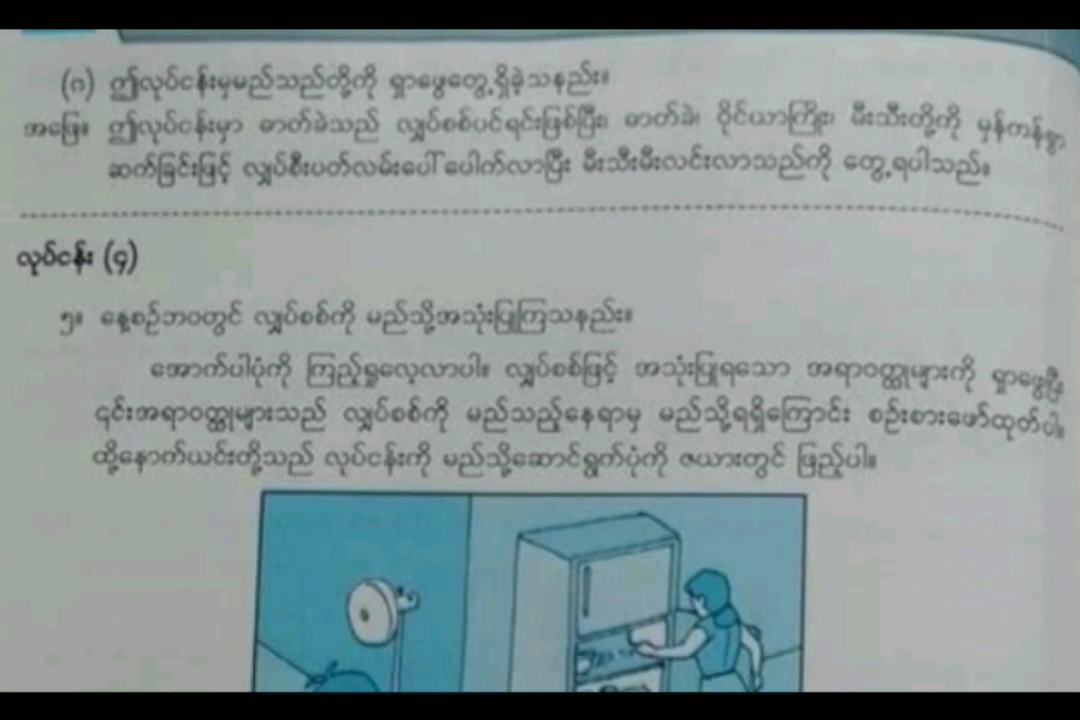 (ဂ) ဤလုပ်ငန်းမှမည်သည်တို့ကို ရှာဖွေတွေ့ရှိခဲ့သနည်း။
အဖြေ။ ဤလုပ်ငန်းမှာ ဓာတ်ခဲသည် လျှပ်စစ်ပင်ရင်းဖြစ်ပြီး၊ ဓာတ်ခဲ၊ ဝိုင်ယာကြိုး၊ မီးသီးတို့ကို မှန်ကန်စွာ
ဆက်ခြင်းဖြင့် လျှပ်စီးပတ်လမ်းပေါ်ပေါက်လာပြီး မီးသီးမီးလင်းလာသည်ကို တွေ့ရပါသည်။
လုပ်ငန်း (၄)
၅။ နေ့စဉ်ဘဝတွင် လျှပ်စစ်ကို မည်သို့အသုံးပြုကြသနည်း။
အောက်ပါပုံကို ကြည့်ရှုလေ့လာပါ။ လျှပ်စစ်ဖြင့် အသုံးပြုရသော အရာဝတ္ထုများကို ရှာဖွေပြီး
၎င်းအရာဝတ္ထုများသည် လျှပ်စစ်ကို မည်သည့်နေရာမှ မည်သို့ရရှိကြောင်း စဉ်းစားဖော်ထုတ်ပါ။
ထို့နောက်ယင်းတို့သည် လုပ်ငန်းကို မည်သို့ဆောင်ရွက်ပုံကို ဇယားတွင် ဖြည့်ပါ။